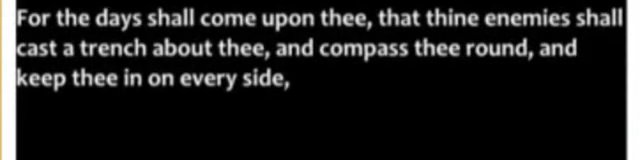 For the days shall come upon thee, that thine enemies shall
cast a trench about thee, and compass thee round, and
keep thee in on every side,